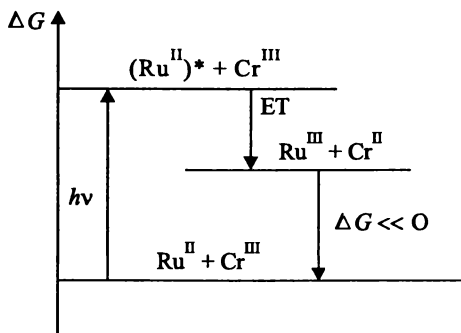 ΔG
(Ru^II)* + Cr^III
ET
Ru^III + Cr^II
hν
ΔG << O
Ru^II + Cr^III